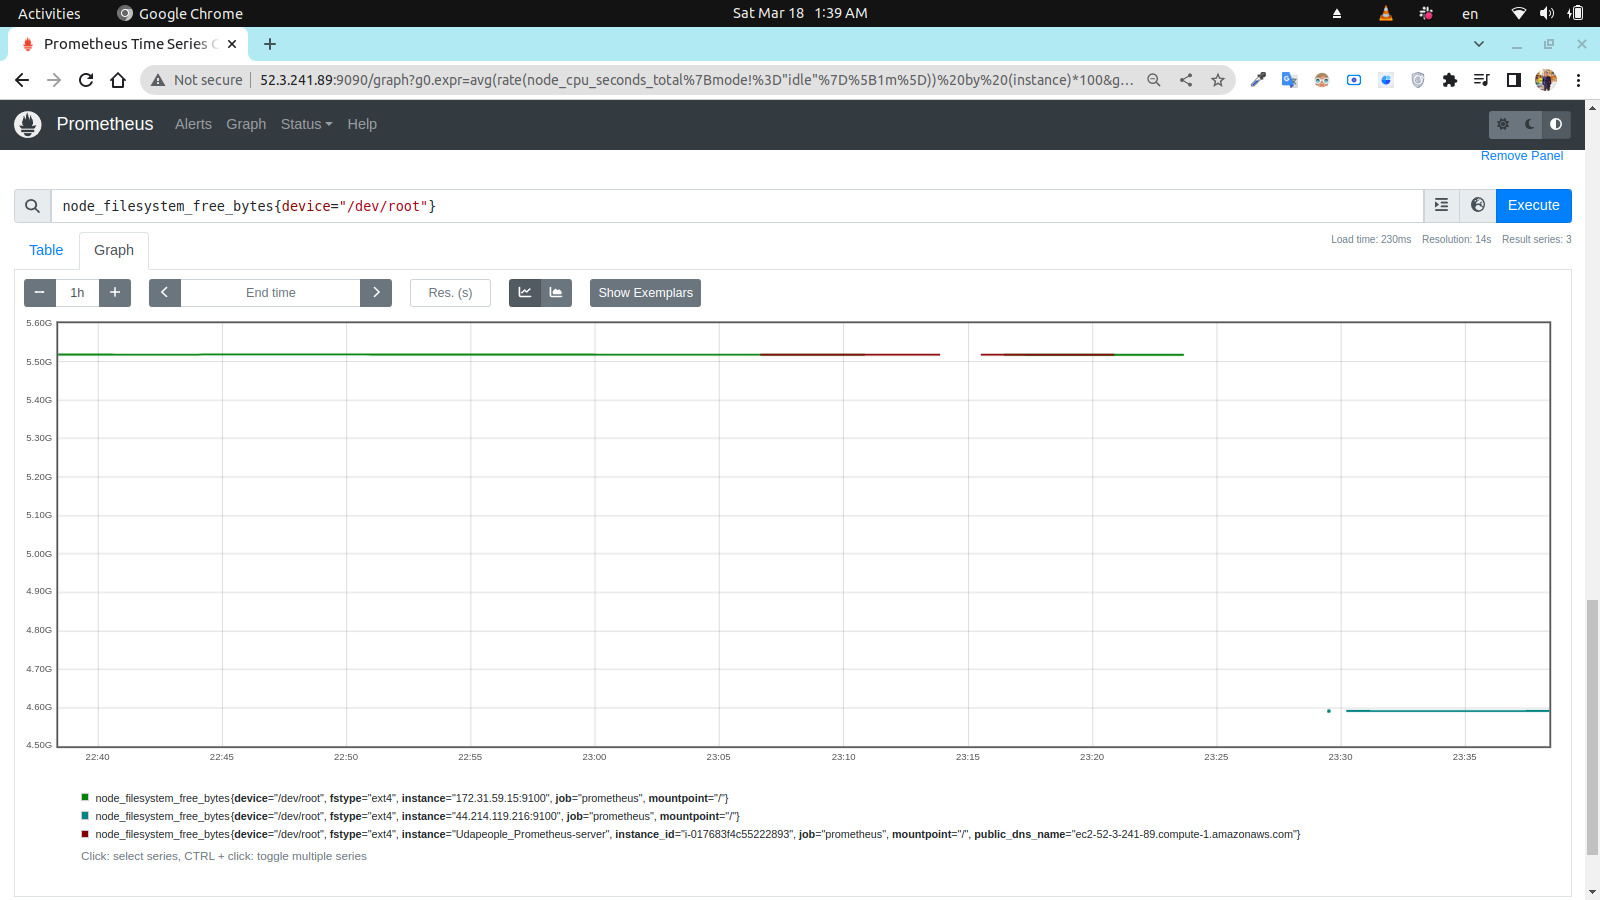 Activities Google Chrome Sat Mar 18 1:39 AM en
Prometheus Time Series C
Not secure 52.3.241.89:9090/graph?g0.expr=avg(rate(node_cpu_seconds_total%7Bmode!%3D"idle"%7D%5B1m%5D))%20by%20(instance)*100&g…
Prometheus Alerts Graph Status Help
Remove Panel
node_filesystem_free_bytes{device="/dev/root"} Execute
Table Graph Load time: 230ms Resolution: 14s Result series: 3
1h End time Res. (s) Show Exemplars
5.60G
5.50G
5.40G
5.30G
5.20G
5.10G
5.00G
4.90G
4.80G
4.70G
4.60G
4.50G
22:40 22:45 22:50 22:55 23:00 23:05 23:10 23:15 23:20 23:25 23:30 23:35
node_filesystem_free_bytes{device="/dev/root", fstype="ext4", instance="172.31.59.15:9100", job="prometheus", mountpoint="/"}
node_filesystem_free_bytes{device="/dev/root", fstype="ext4", instance="44.214.119.216:9100", job="prometheus", mountpoint="/"}
node_filesystem_free_bytes{device="/dev/root", fstype="ext4", instance="Udapeople_Prometheus-server", instance_id="i-017683f4c55222893", job="prometheus", mountpoint="/", public_dns_name="ec2-52-3-241-89.compute-1.amazonaws.com"}
Click: select series, CTRL + click: toggle multiple series